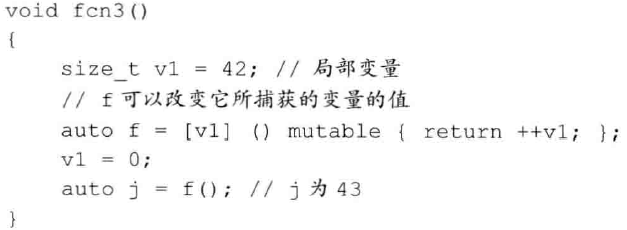 void fcn3()
{
    size_t v1 = 42; // 局部变量
    // f 可以改变它所捕获的变量的值
    auto f = [v1] () mutable { return ++v1; };
    v1 = 0;
    auto j = f(); // j 为 43
}